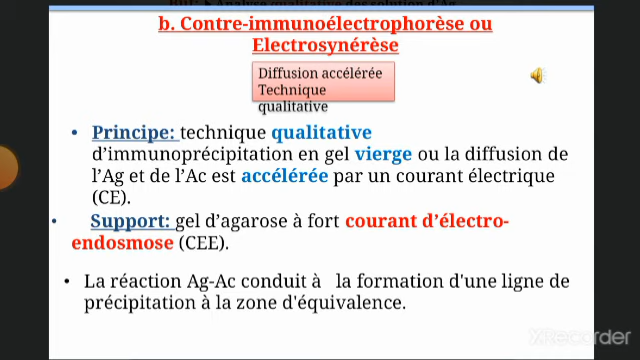 b. Contre-immunoélectrophorèse ou
Electrosynérèse
Diffusion accélérée
Technique
qualitative
• Principe: technique qualitative
d’immunoprécipitation en gel vierge ou la diffusion de
l’Ag et de l’Ac est accélérée par un courant électrique
(CE).
• Support: gel d’agarose à fort courant d’électro-
endosmose (CEE).
• La réaction Ag-Ac conduit à la formation d'une ligne de
précipitation à la zone d'équivalence.
XRecorder